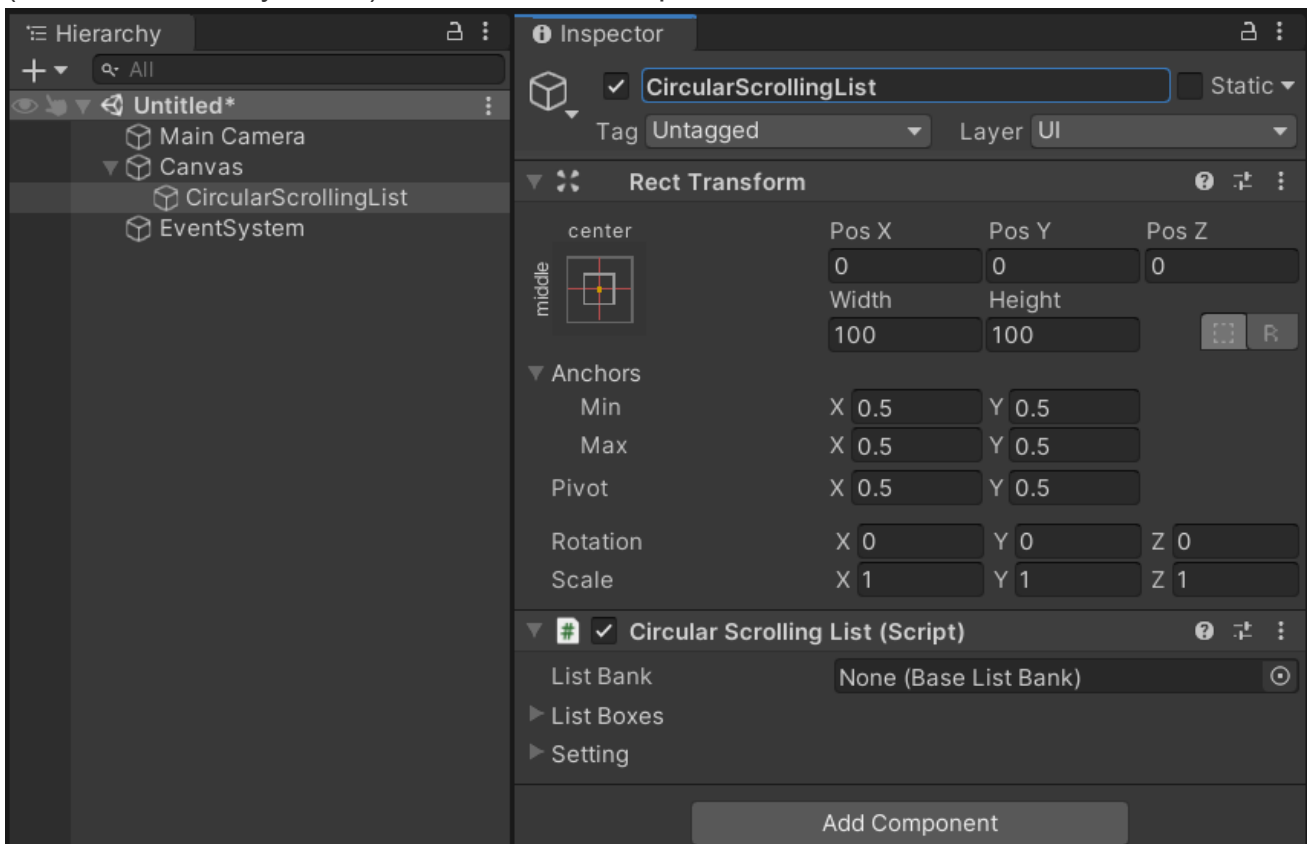 Hierarchy
All
Untitled*
Main Camera
Canvas
CircularScrollingList
EventSystem
Inspector
CircularScrollingList
Static
Tag Untagged Layer UI
Rect Transform
center Pos X Pos Y Pos Z
middle
0 0 0
Width Height
100 100
R
Anchors
Min X 0.5 Y 0.5
Max X 0.5 Y 0.5
Pivot X 0.5 Y 0.5
Rotation X 0 Y 0 Z 0
Scale X 1 Y 1 Z 1
# Circular Scrolling List (Script)
List Bank None (Base List Bank)
List Boxes
Setting
Add Component